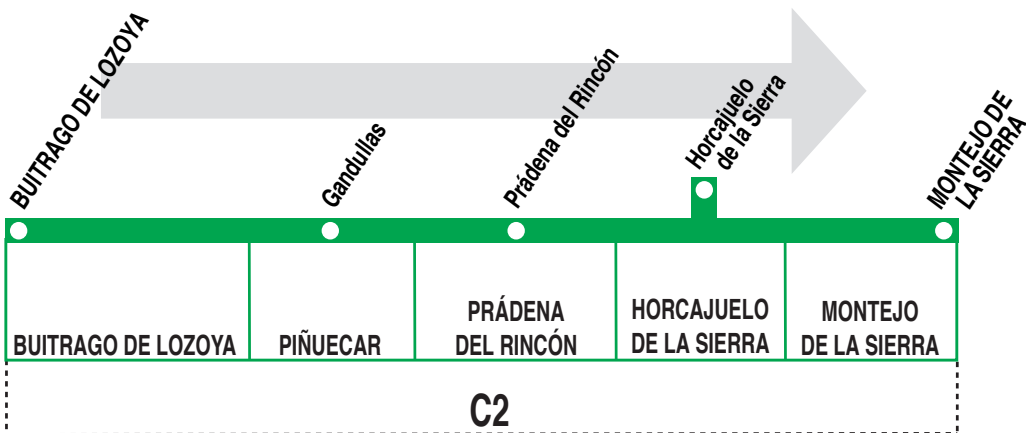 BUITRAGO DE LOZOYA
Gandullas
Prádena del Rincón
Horcajuelo
de la Sierra
MONTEJO DE
LA SIERRA
BUITRAGO DE LOZOYA
PIÑUECAR
PRÁDENA
DEL RINCÓN
HORCAJUELO
DE LA SIERRA
MONTEJO
DE LA SIERRA
C2